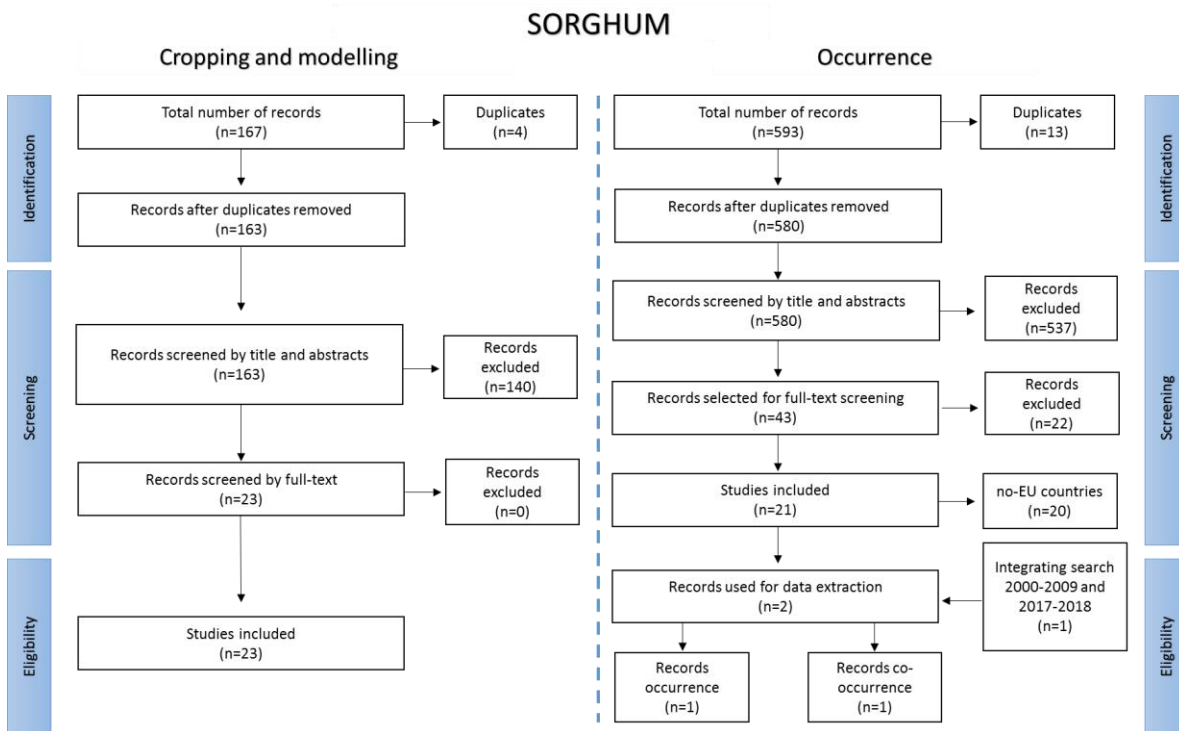 SORGHUM
Cropping and modelling
Identification
Total number of records
(n=167)
Duplicates
(n=4)
Records after duplicates removed
(n=163)
Screening
Records screened by title and abstracts
(n=163)
Records
excluded
(n=140)
Records screened by full-text
(n=23)
Records
excluded
(n=0)
Eligibility
Studies included
(n=23)
Occurrence
Identification
Total number of records
(n=593)
Duplicates
(n=13)
Records after duplicates removed
(n=580)
Screening
Records screened by title and abstracts
(n=580)
Records
excluded
(n=537)
Records selected for full-text screening
(n=43)
Records
excluded
(n=22)
Studies included
(n=21)
no-EU countries
(n=20)
Eligibility
Records used for data extraction
(n=2)
Integrating search
2000-2009 and
2017-2018
(n=1)
Records
occurrence
(n=1)
Records co-
occurrence
(n=1)